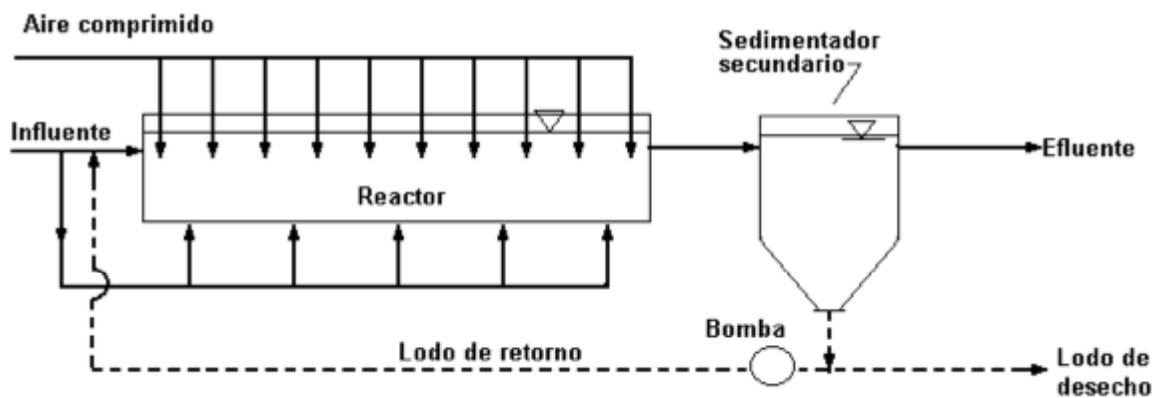 Aire comprimido
Sedimentador
secundario
Influente
Efluente
Reactor
Bomba
Lodo de retorno
Lodo de
desecho